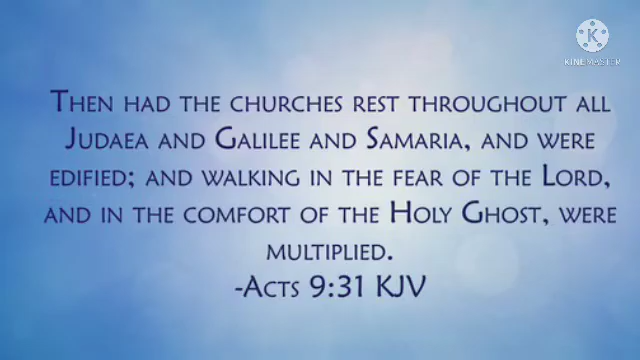 K
KINEMASTER
Then had the churches rest throughout all
Judaea and Galilee and Samaria, and were
edified; and walking in the fear of the Lord,
and in the comfort of the Holy Ghost, were
multiplied.
-Acts 9:31 KJV